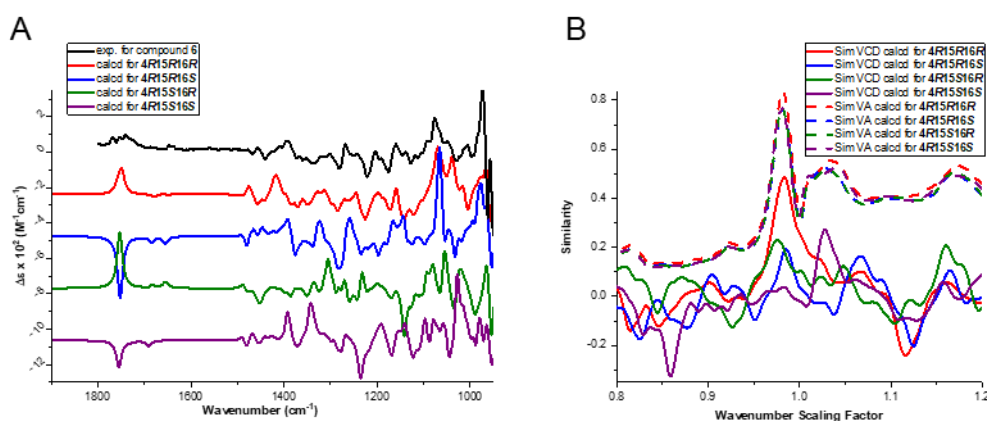 A
exp. for compound 6
calcd for 4R15R16R
calcd for 4R15R16S
calcd for 4R15S16R
calcd for 4R15S16S
Δε x 10² (M⁻¹cm⁻¹)
2
0
-2
-4
-6
-8
-10
-12
1800 1600 1400 1200 1000
Wavenumber (cm⁻¹)
B
Sim VCD calcd for 4R15R16R
Sim VCD calcd for 4R15R16S
Sim VCD calcd for 4R15S16R
Sim VCD calcd for 4R15S16S
Sim VA calcd for 4R15R16R
Sim VA calcd for 4R15R16S
Sim VA calcd for 4R15S16R
Sim VA calcd for 4R15S16S
Similarity
0.8
0.6
0.4
0.2
0.0
-0.2
0.8 0.9 1.0 1.1 1.2
Wavenumber Scaling Factor